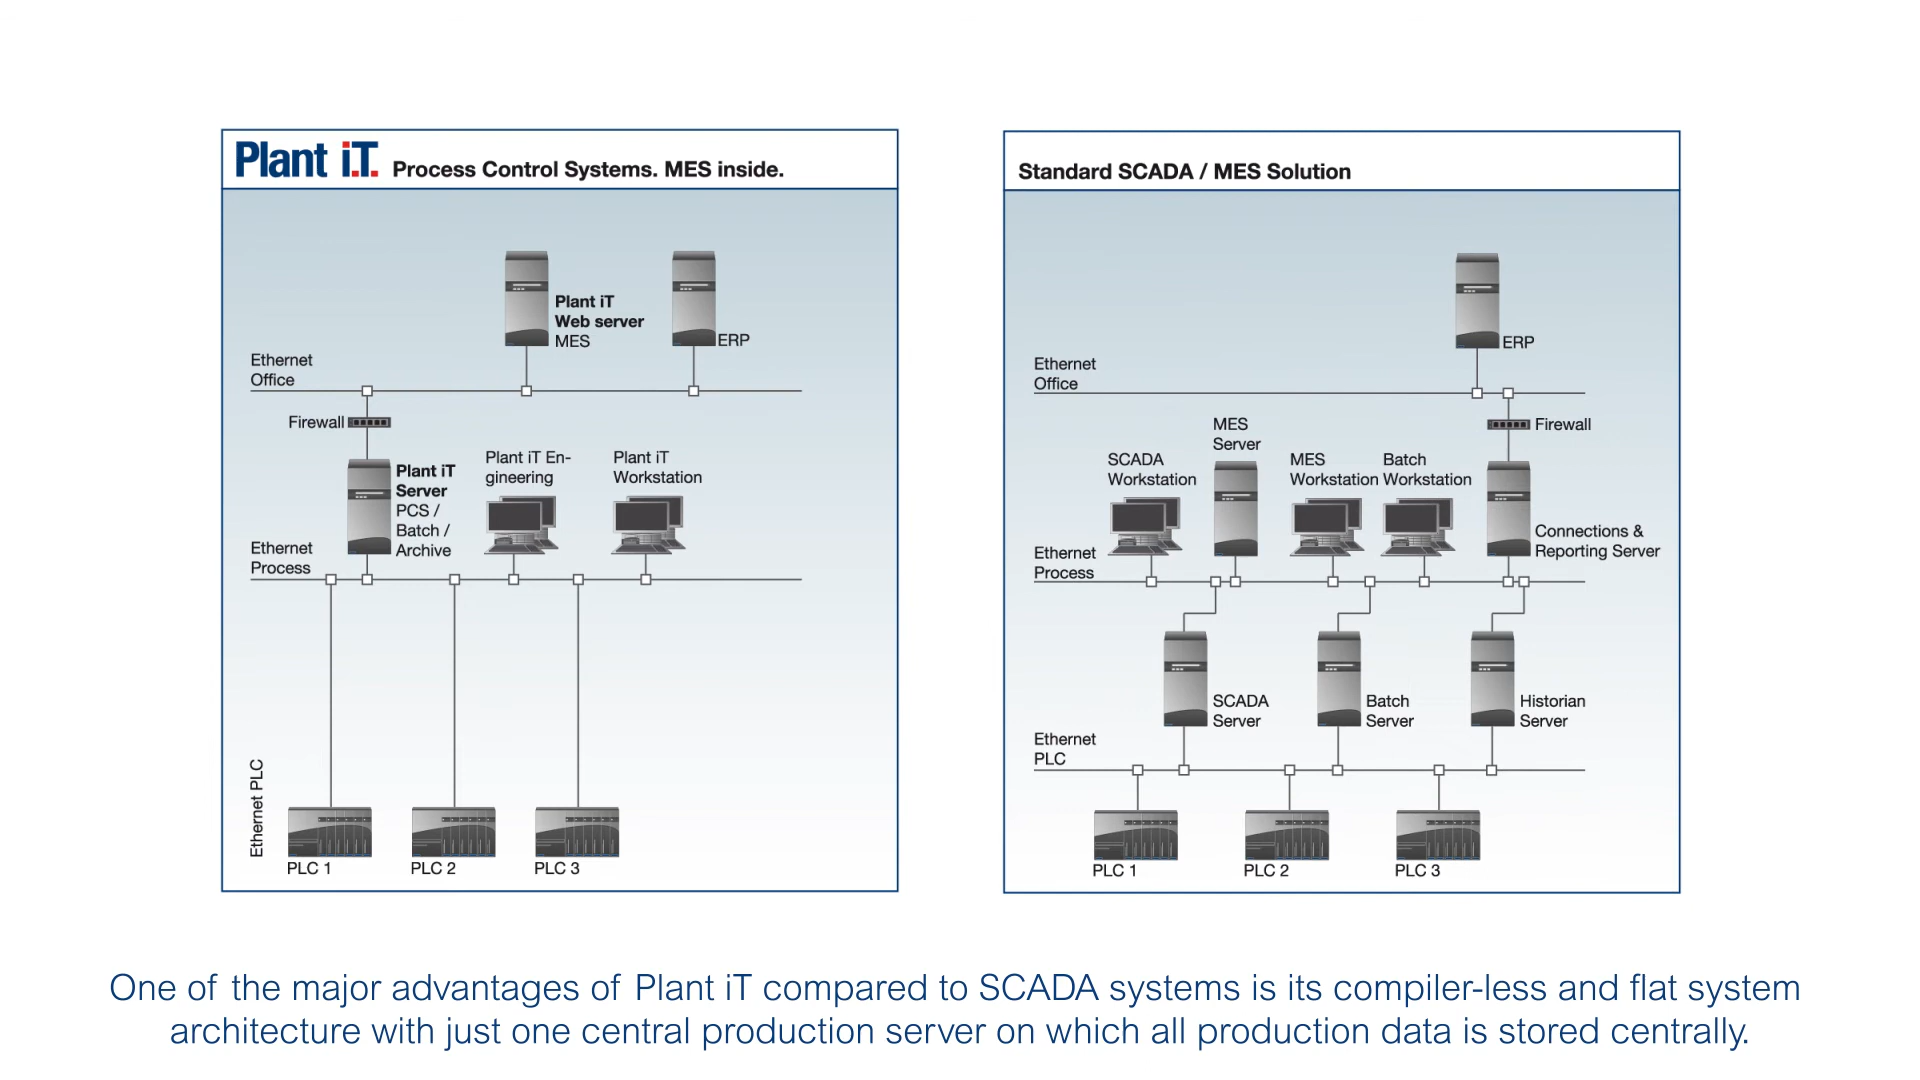 Plant iT. Process Control Systems. MES inside.
Plant iT
Web server
MES
ERP
Ethernet
Office
Firewall
Plant iT
Server
PCS /
Batch /
Archive
Plant iT En-
gineering
Plant iT
Workstation
Ethernet
Process
Ethernet PLC
PLC 1
PLC 2
PLC 3
Standard SCADA / MES Solution
ERP
Ethernet
Office
Firewall
MES
Server
SCADA
Workstation
MES
Workstation
Batch
Workstation
Connections &
Reporting Server
Ethernet
Process
SCADA
Server
Batch
Server
Historian
Server
Ethernet
PLC
PLC 1
PLC 2
PLC 3
One of the major advantages of Plant iT compared to SCADA systems is its compiler-less and flat system
architecture with just one central production server on which all production data is stored centrally.